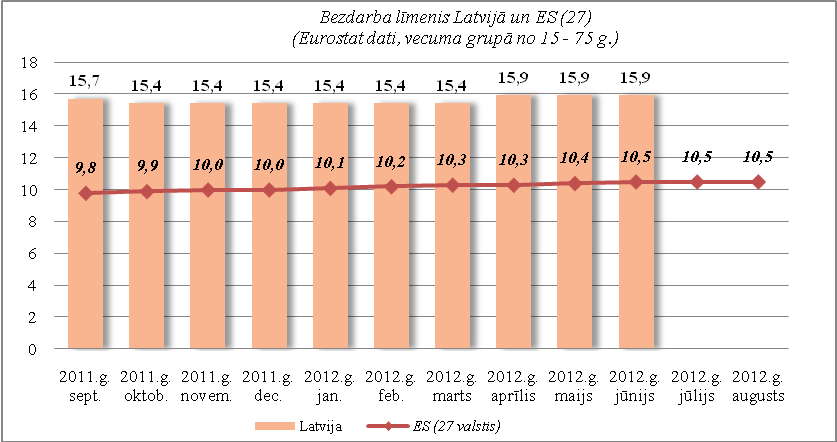 Bezdarba līmenis Latvijā un ES (27)
(Eurostat dati, vecuma grupā no 15 - 75 g.)
18
16
14
12
10
8
6
4
2
0
15,7 15,4 15,4 15,4 15,4 15,4 15,4 15,9 15,9 15,9
9,8 9,9 10,0 10,0 10,1 10,2 10,3 10,3 10,4 10,5 10,5 10,5
2011.g. 2011.g. 2011.g. 2011.g. 2012.g. 2012.g. 2012.g. 2012.g. 2012.g. 2012.g. 2012.g. 2012.g.
sept. oktob. novem. dec. jan. feb. marts aprīlis maijs jūnijs jūlijs augusts
Latvija ES (27 valstis)